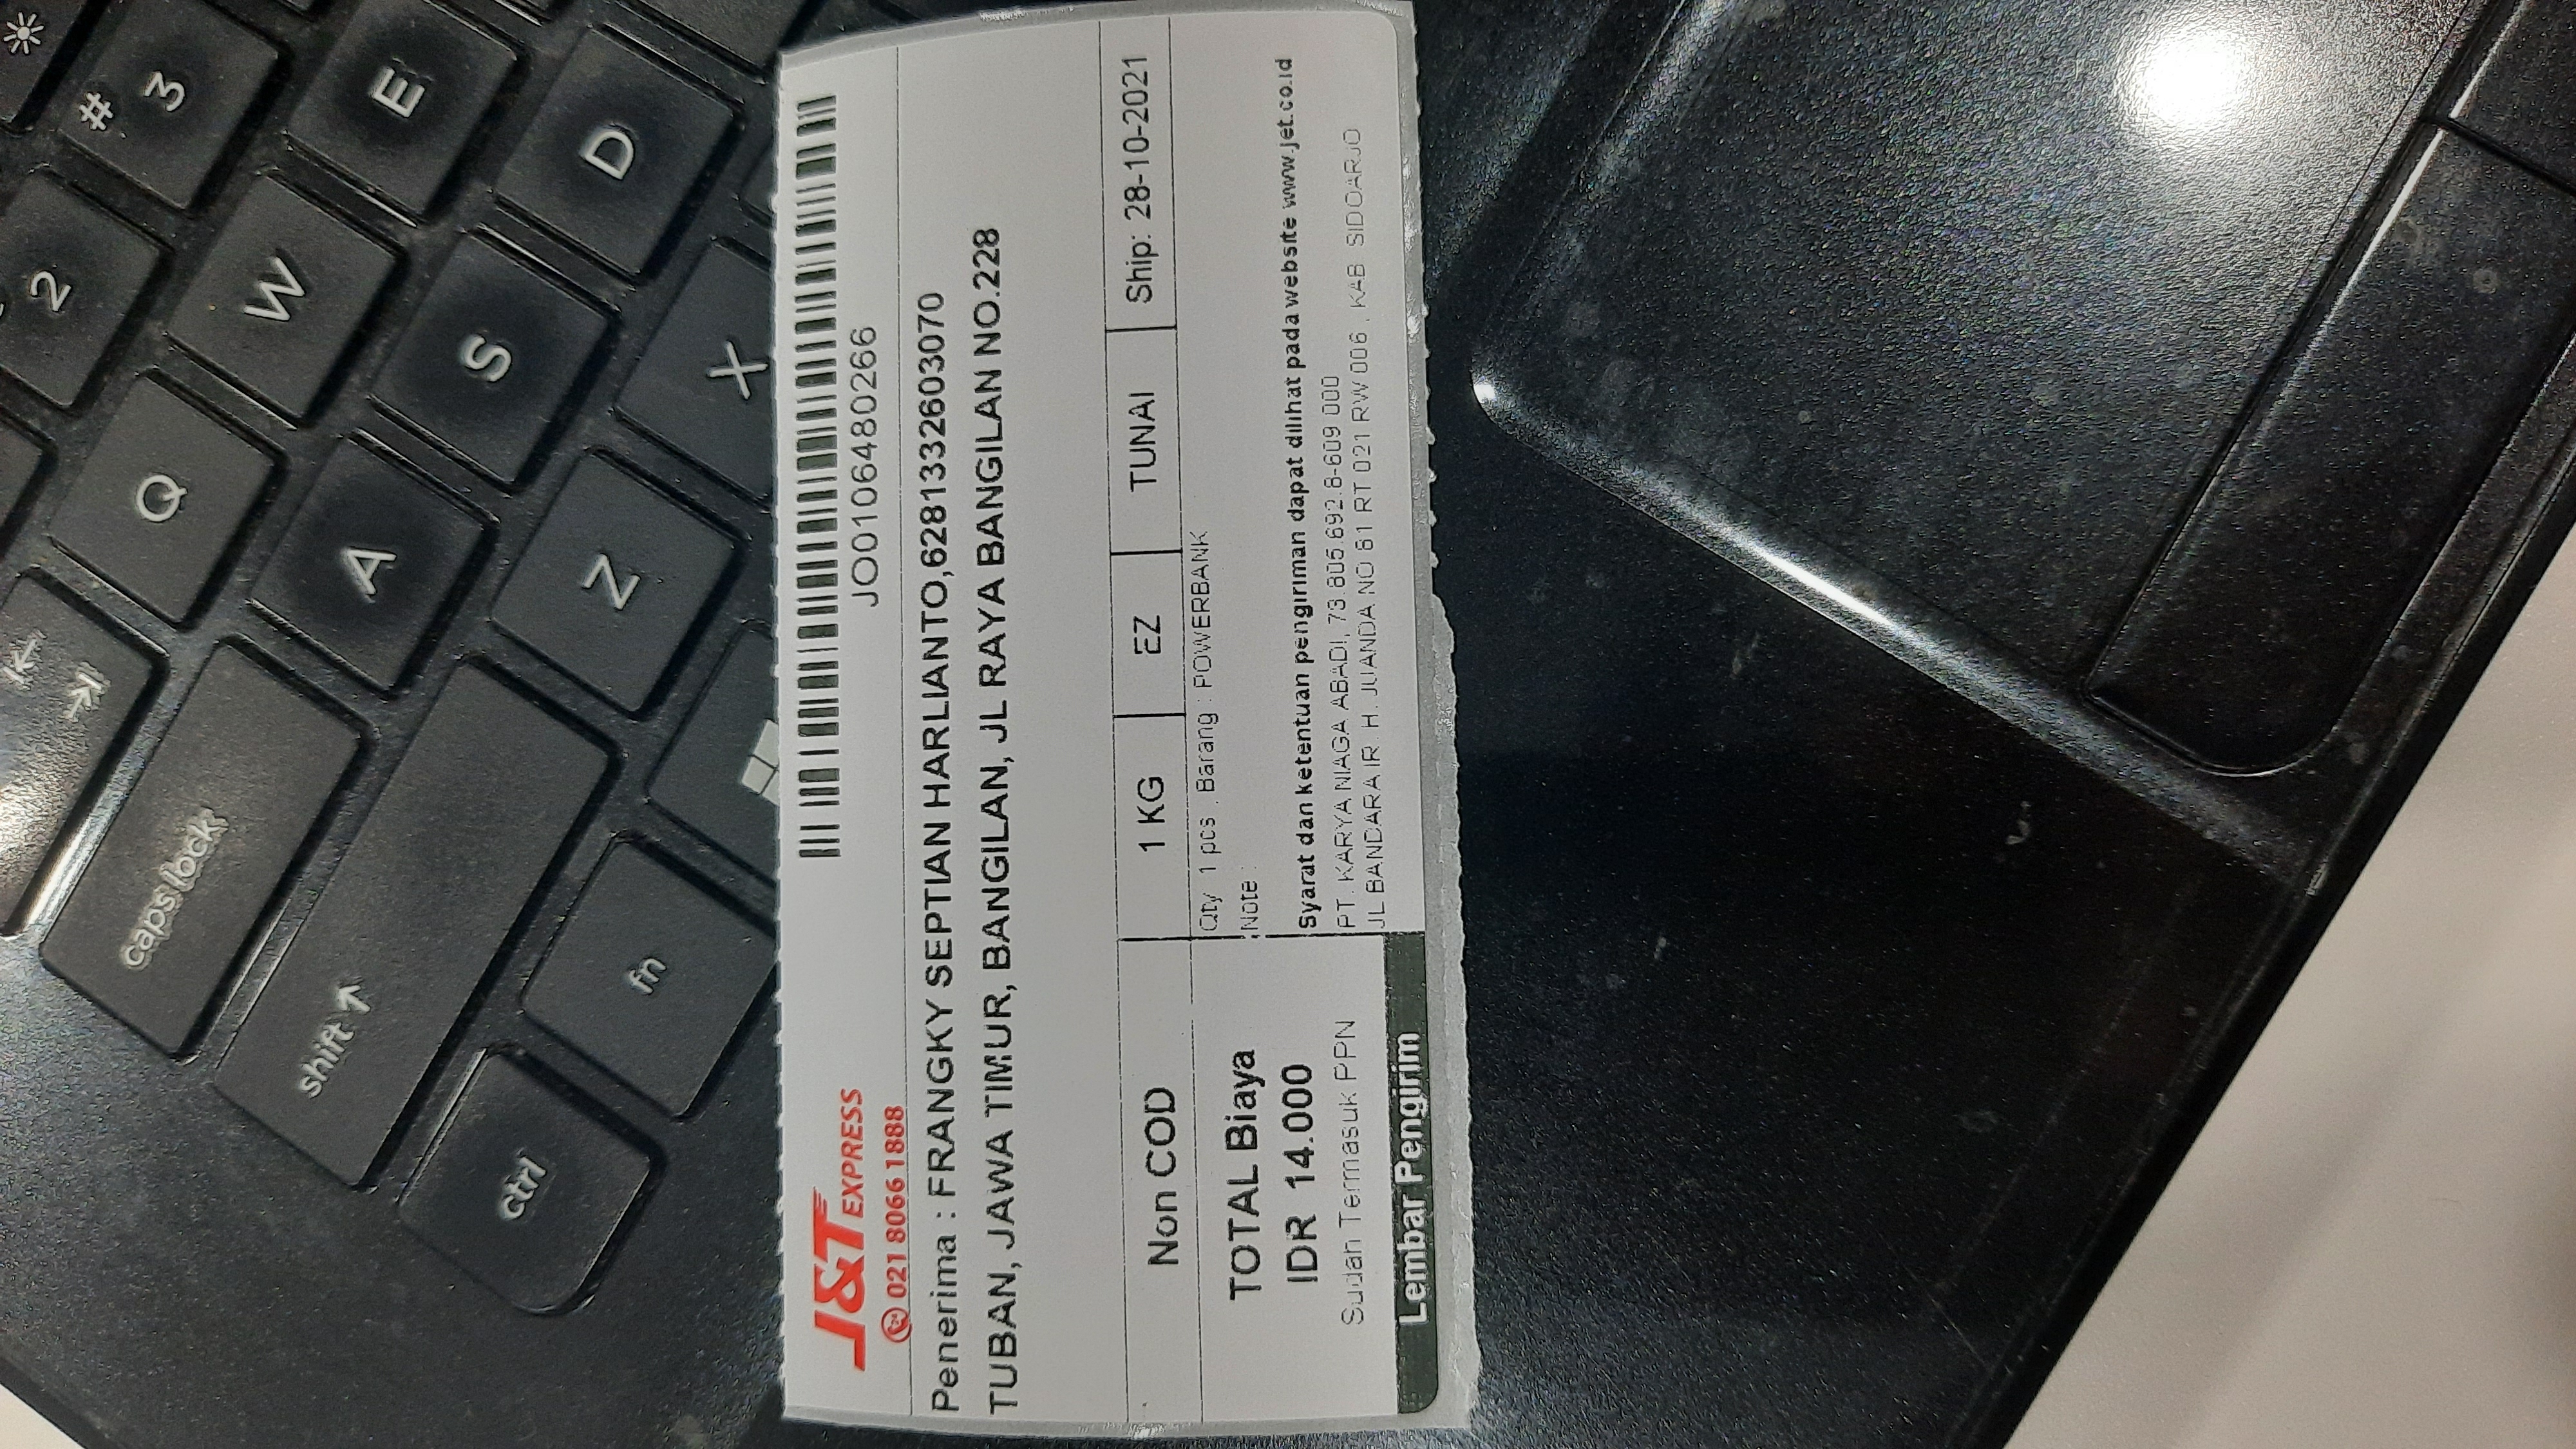 caps lock
shift
ctrl
fn
Q
W
E
A
S
D
Z
X
2
#
3
J&T EXPRESS
021 8066 1888
JO0106480266
Penerima : FRANGKY SEPTIAN HARLIANTO,6281332603070
TUBAN, JAWA TIMUR, BANGILAN, JL RAYA BANGILAN NO.228
Non COD
1 KG
EZ
TUNAI
Ship: 28-10-2021
TOTAL Biaya
IDR 14.000
Sudah Termasuk PPN
Lembar Pengirim
Qty 1 pcs , Barang : POWERBANK
Note :
Syarat dan ketentuan pengiriman dapat dilihat pada website www.jet.co.id
PT. KARYA NIAGA ABADI, 73.805.692.8-609.000
JL BANDARA IR. H. JUANDA NO 81 RT 021 RW 006 , KAB. SIDOARJO